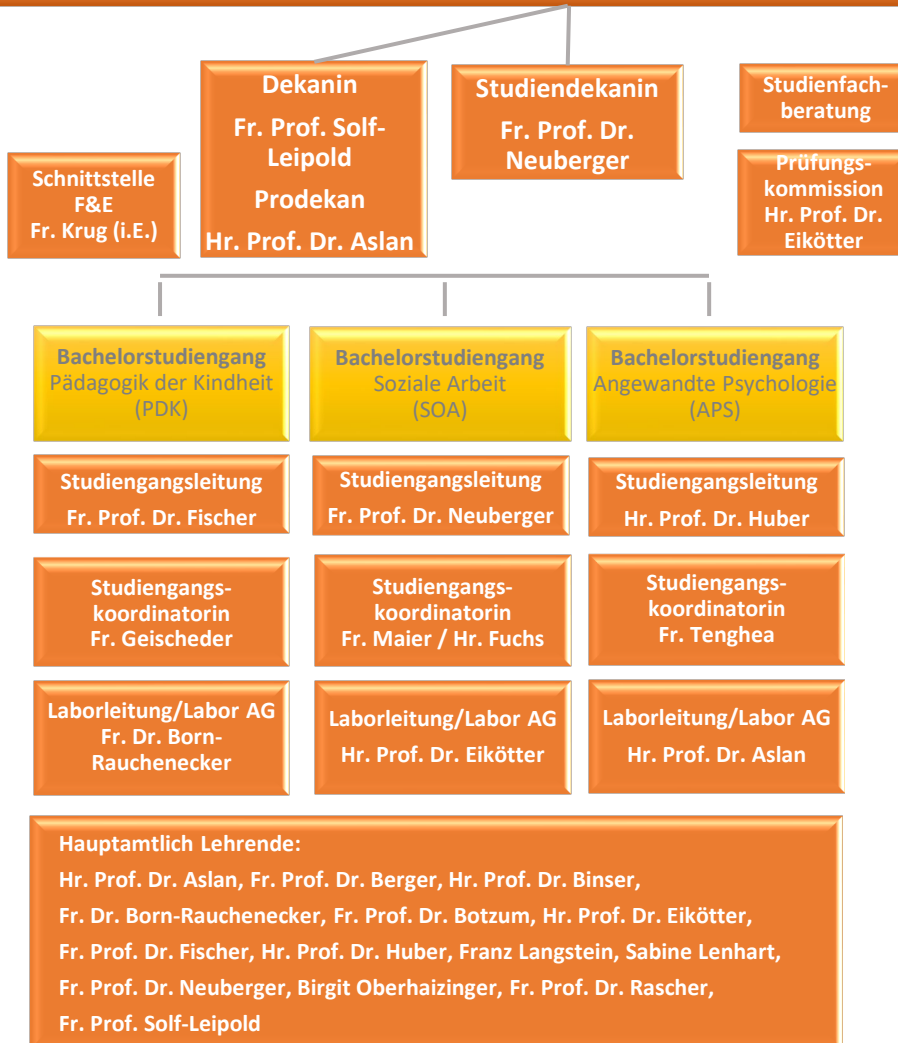 Dekanin
Fr. Prof. Solf-
Leipold
Prodekan
Hr. Prof. Dr. Aslan
Studiendekanin
Fr. Prof. Dr.
Neuberger
Studienfach-
beratung
Prüfungs-
kommission
Hr. Prof. Dr.
Eikötter
Schnittstelle
F&E
Fr. Krug (i.E.)
Bachelorstudiengang
Pädagogik der Kindheit
(PDK)
Bachelorstudiengang
Soziale Arbeit
(SOA)
Bachelorstudiengang
Angewandte Psychologie
(APS)
Studiengangsleitung
Fr. Prof. Dr. Fischer
Studiengangsleitung
Fr. Prof. Dr. Neuberger
Studiengangsleitung
Hr. Prof. Dr. Huber
Studiengangs-
koordinatorin
Fr. Geischeder
Studiengangs-
koordinatorin
Fr. Maier / Hr. Fuchs
Studiengangs-
koordinatorin
Fr. Tenghea
Laborleitung/Labor AG
Fr. Dr. Born-
Rauchenecker
Laborleitung/Labor AG
Hr. Prof. Dr. Eikötter
Laborleitung/Labor AG
Hr. Prof. Dr. Aslan
Hauptamtlich Lehrende:
Hr. Prof. Dr. Aslan, Fr. Prof. Dr. Berger, Hr. Prof. Dr. Binser,
Fr. Dr. Born-Rauchenecker, Fr. Prof. Dr. Botzum, Hr. Prof. Dr. Eikötter,
Fr. Prof. Dr. Fischer, Hr. Prof. Dr. Huber, Franz Langstein, Sabine Lenhart,
Fr. Prof. Dr. Neuberger, Birgit Oberhaizinger, Fr. Prof. Dr. Rascher,
Fr. Prof. Solf-Leipold